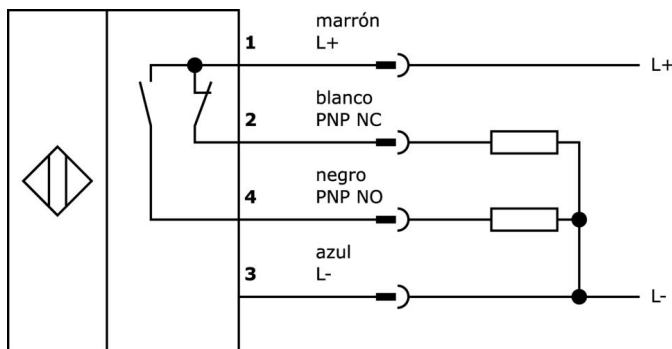 marrón
1 L+
L+
blanco
2 PNP NC
negro
4 PNP NO
azul
3 L-
L-